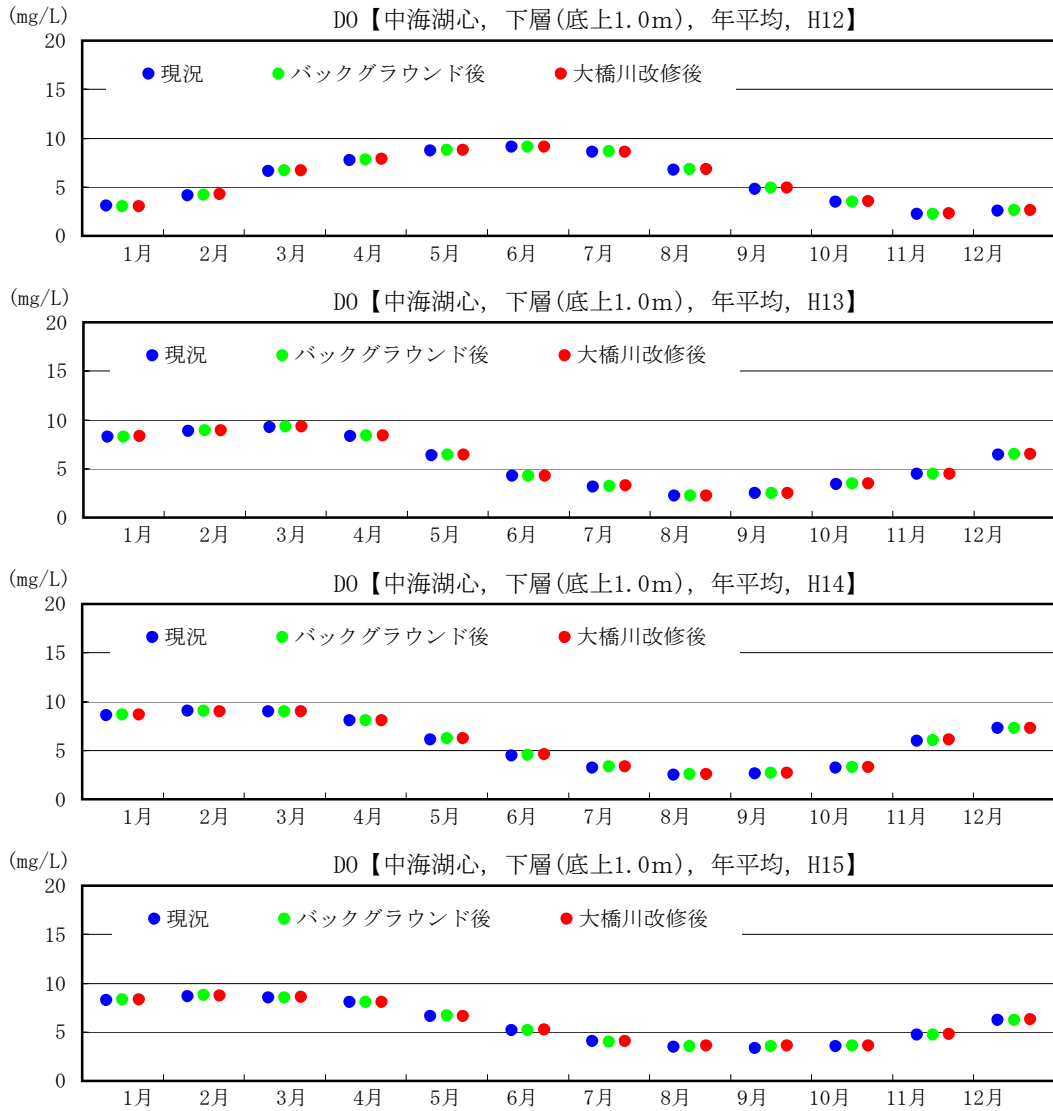 (mg/L) DO【中海湖心, 下層(底上1.0m), 年平均, H12】
20
● 現況 ● バックグラウンド後 ● 大橋川改修後
15
10
5
0
1月 2月 3月 4月 5月 6月 7月 8月 9月 10月 11月 12月
(mg/L) DO【中海湖心, 下層(底上1.0m), 年平均, H13】
20
● 現況 ● バックグラウンド後 ● 大橋川改修後
15
10
5
0
1月 2月 3月 4月 5月 6月 7月 8月 9月 10月 11月 12月
(mg/L) DO【中海湖心, 下層(底上1.0m), 年平均, H14】
20
● 現況 ● バックグラウンド後 ● 大橋川改修後
15
10
5
0
1月 2月 3月 4月 5月 6月 7月 8月 9月 10月 11月 12月
(mg/L) DO【中海湖心, 下層(底上1.0m), 年平均, H15】
20
● 現況 ● バックグラウンド後 ● 大橋川改修後
15
10
5
0
1月 2月 3月 4月 5月 6月 7月 8月 9月 10月 11月 12月